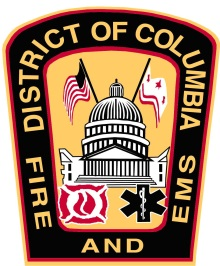 DISTRICT OF COLUMBIA
FIRE AND EMS